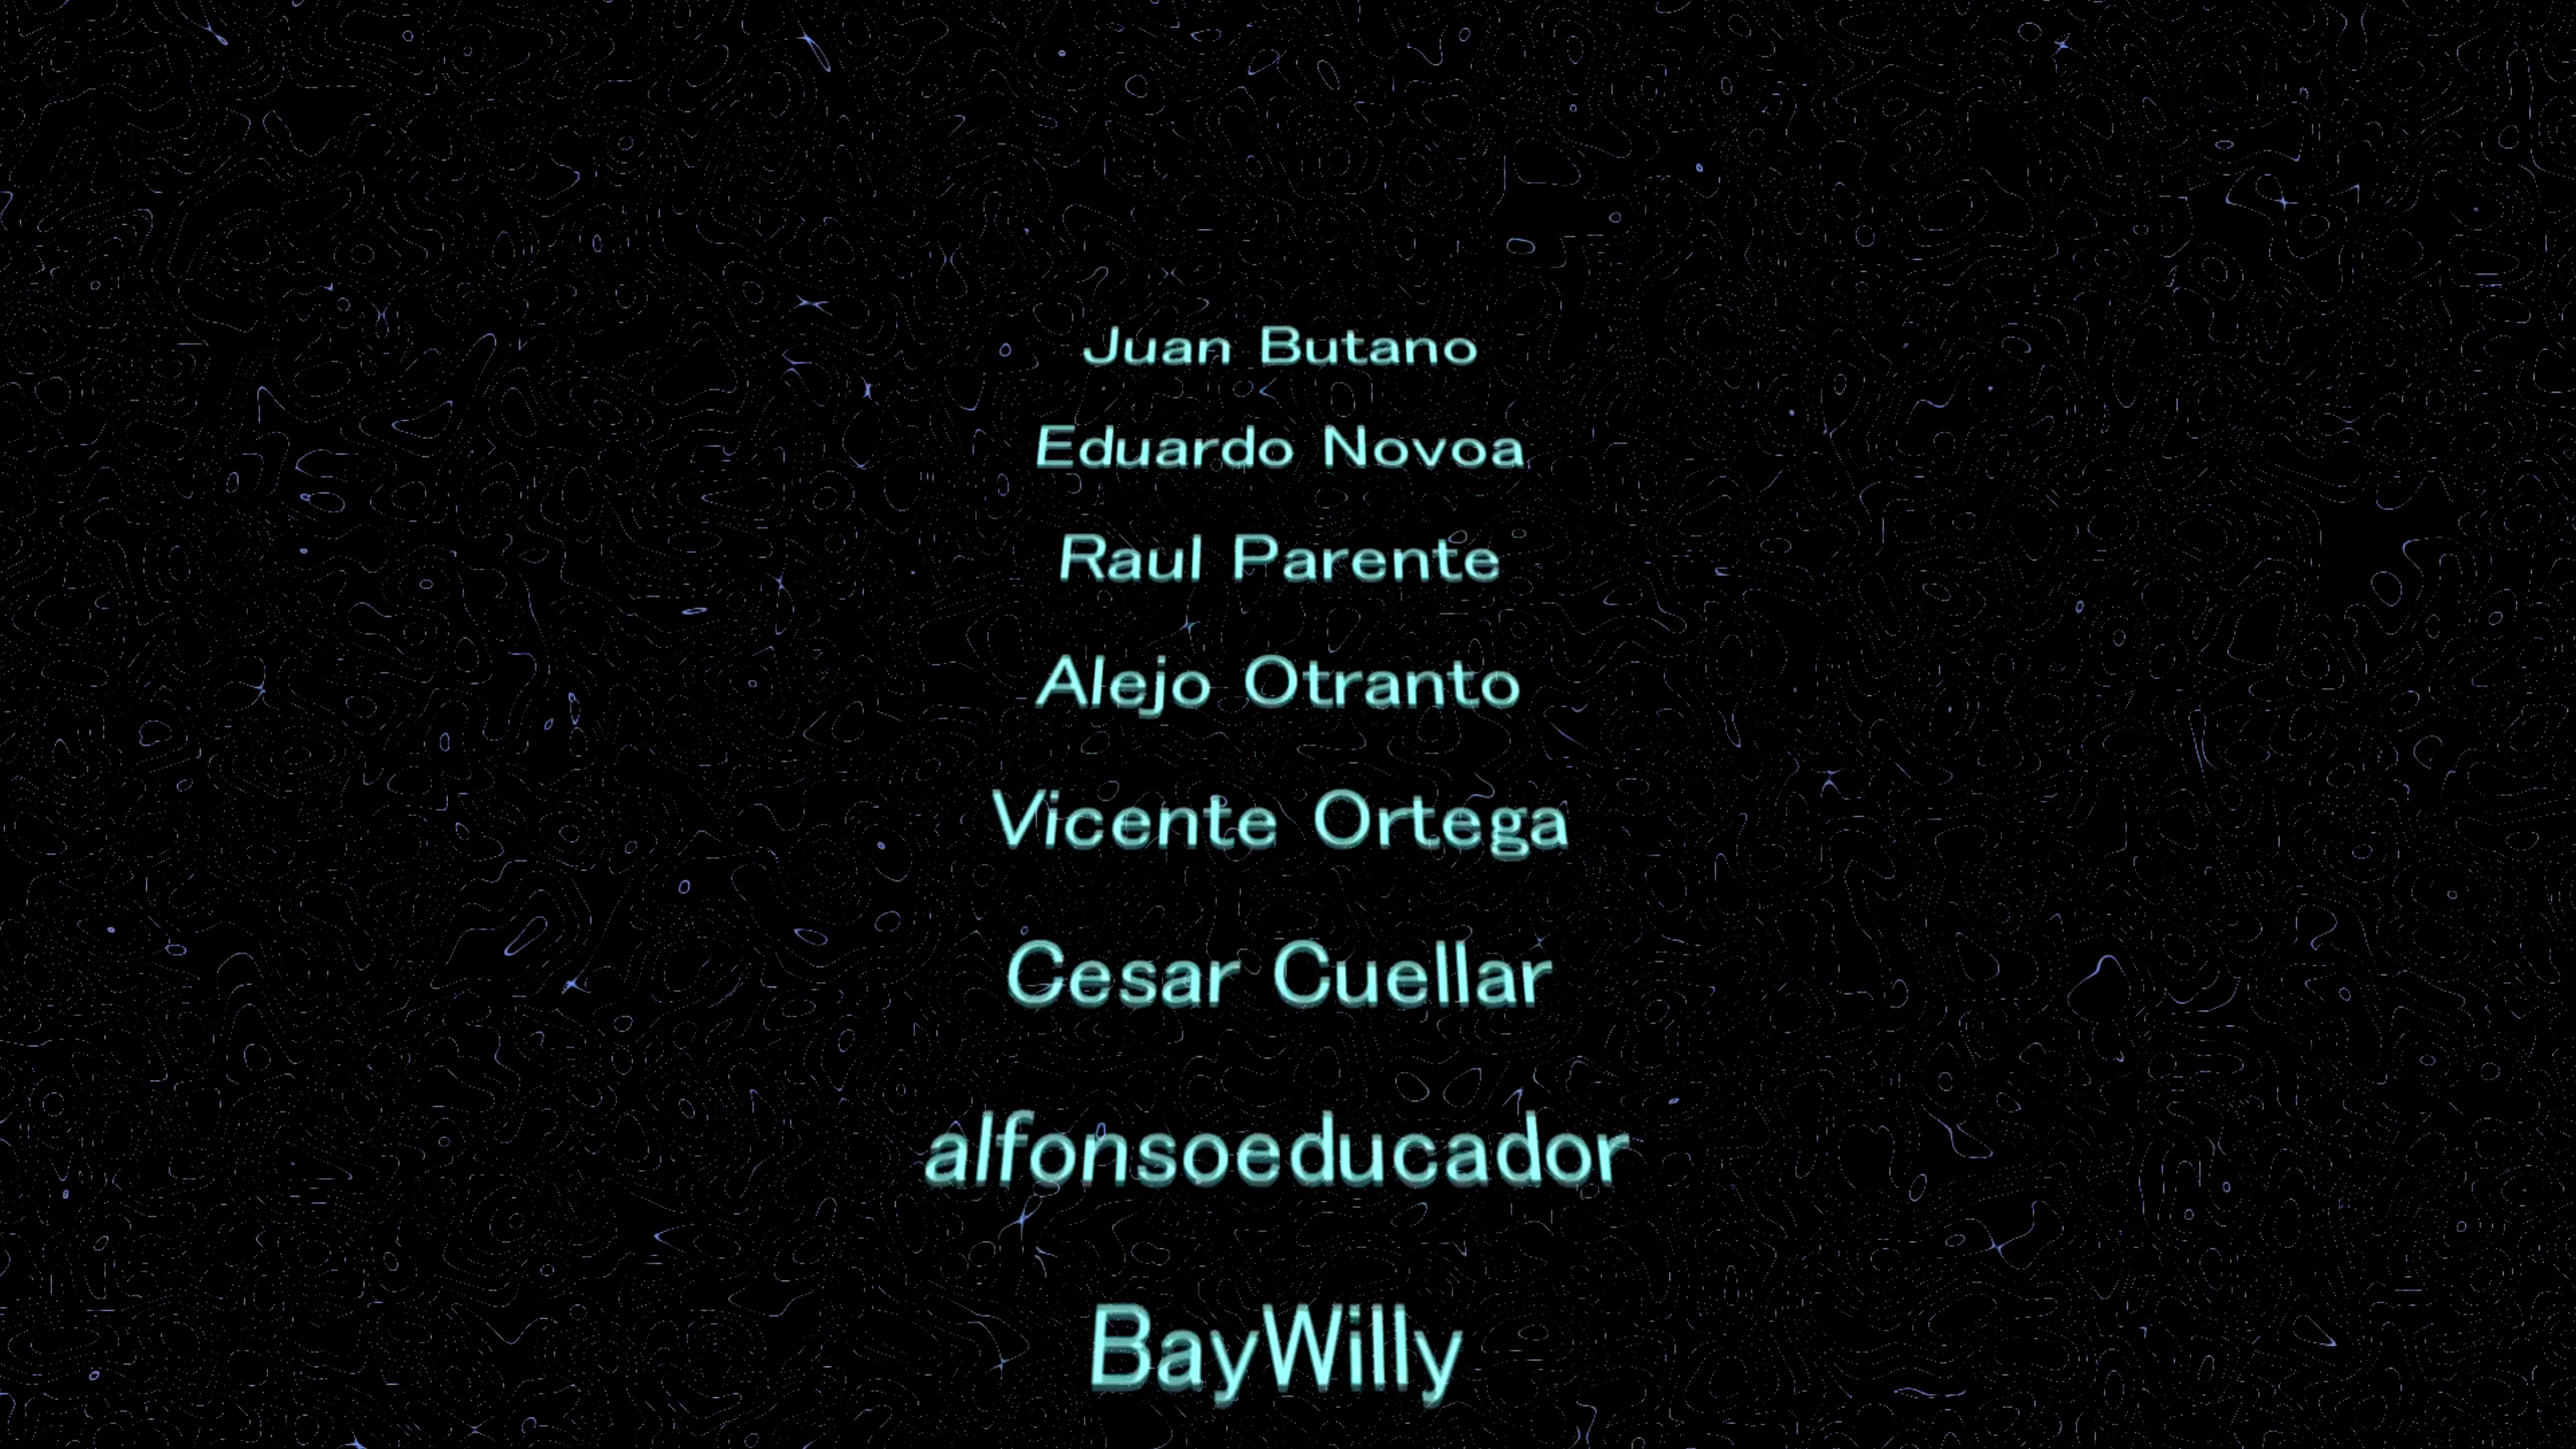 Juan Butano
Eduardo Novoa
Raul Parente
Alejo Otranto
Vicente Ortega
Cesar Cuellar
alfonsoeducador
BayWilly